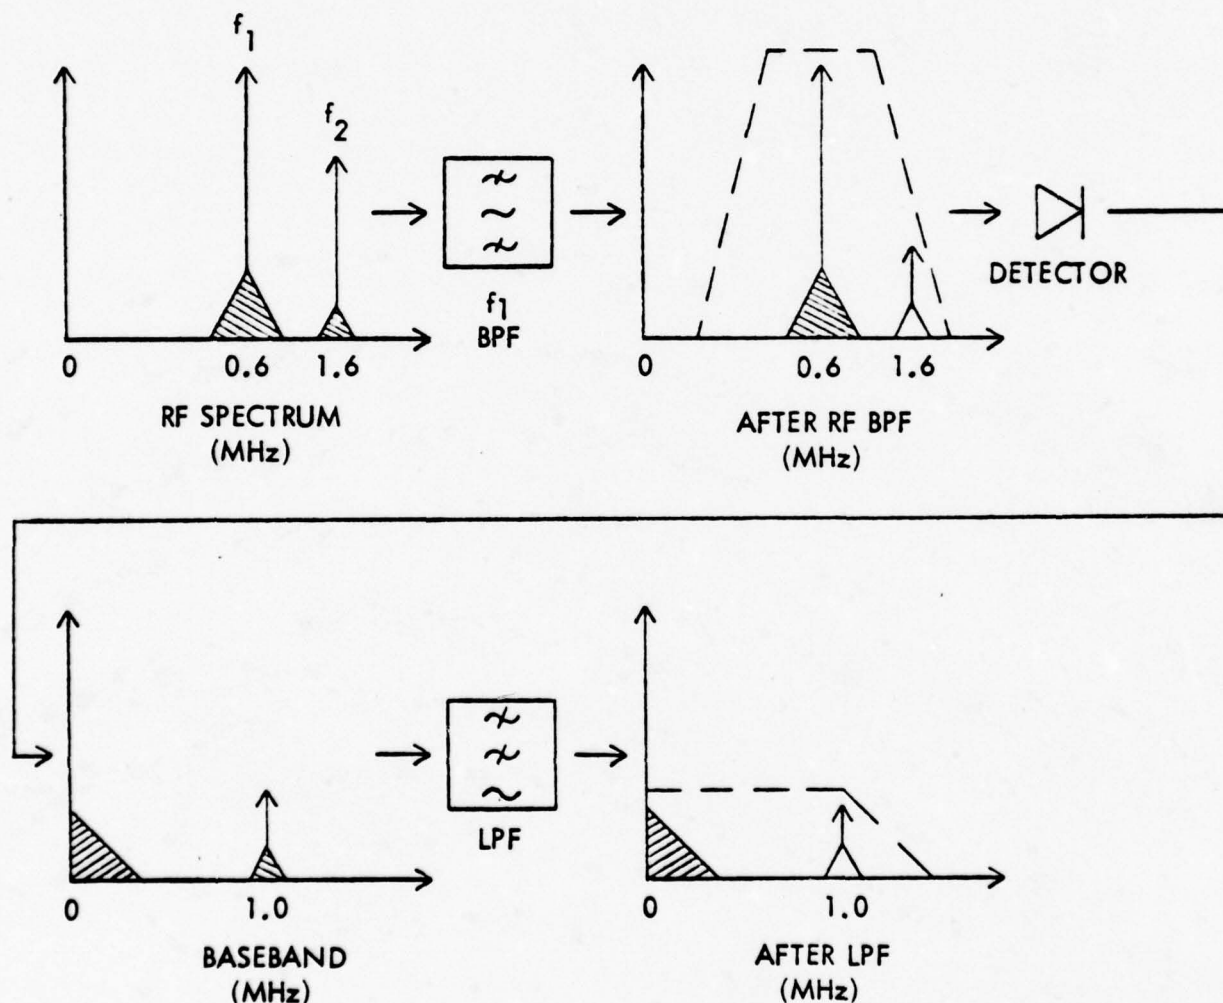 f1
f2
f1
BPF
DETECTOR
0 0.6 1.6
RF SPECTRUM
(MHz)
0 0.6 1.6
AFTER RF BPF
(MHz)
LPF
0 1.0
BASEBAND
(MHz)
0 1.0
AFTER LPF
(MHz)